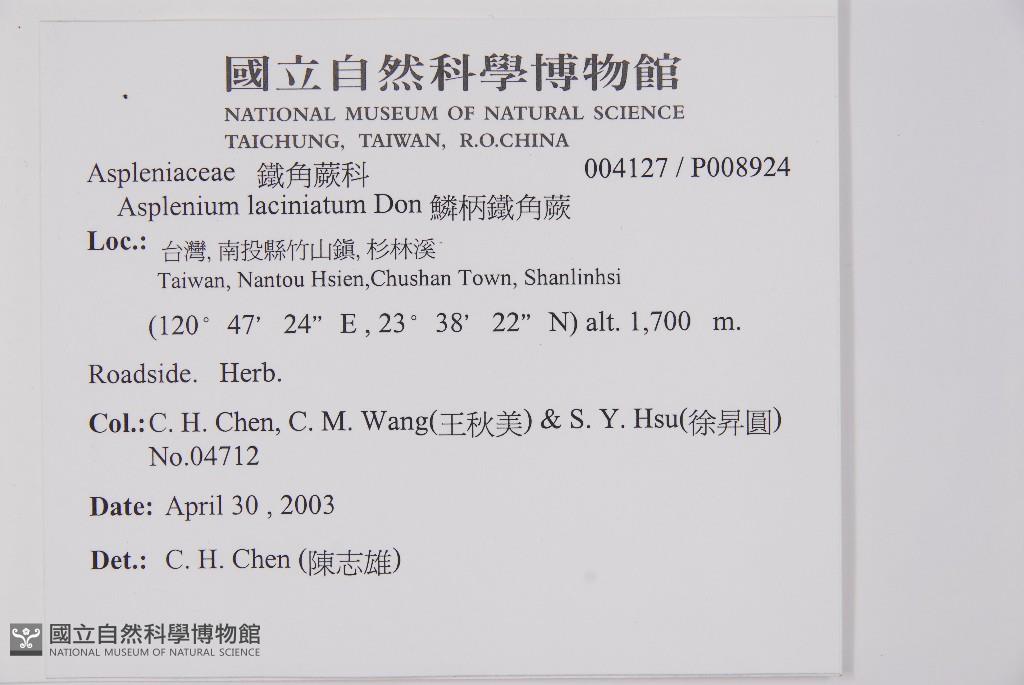 國立自然科學博物館
NATIONAL MUSEUM OF NATURAL SCIENCE
TAICHUNG, TAIWAN, R.O.CHINA
Aspleniaceae 鐵角蕨科 004127 / P008924
Asplenium laciniatum Don 鱗柄鐵角蕨
Loc.: 台灣, 南投縣竹山鎮, 杉林溪
Taiwan, Nantou Hsien,Chushan Town, Shanlinhsi
(120° 47’ 24” E , 23° 38’ 22” N) alt. 1,700 m.
Roadside. Herb.
Col.: C. H. Chen, C. M. Wang(王秋美) & S. Y. Hsu(徐昇圓)
No.04712
Date: April 30 , 2003
Det.: C. H. Chen (陳志雄)
國立自然科學博物館
NATIONAL MUSEUM OF NATURAL SCIENCE